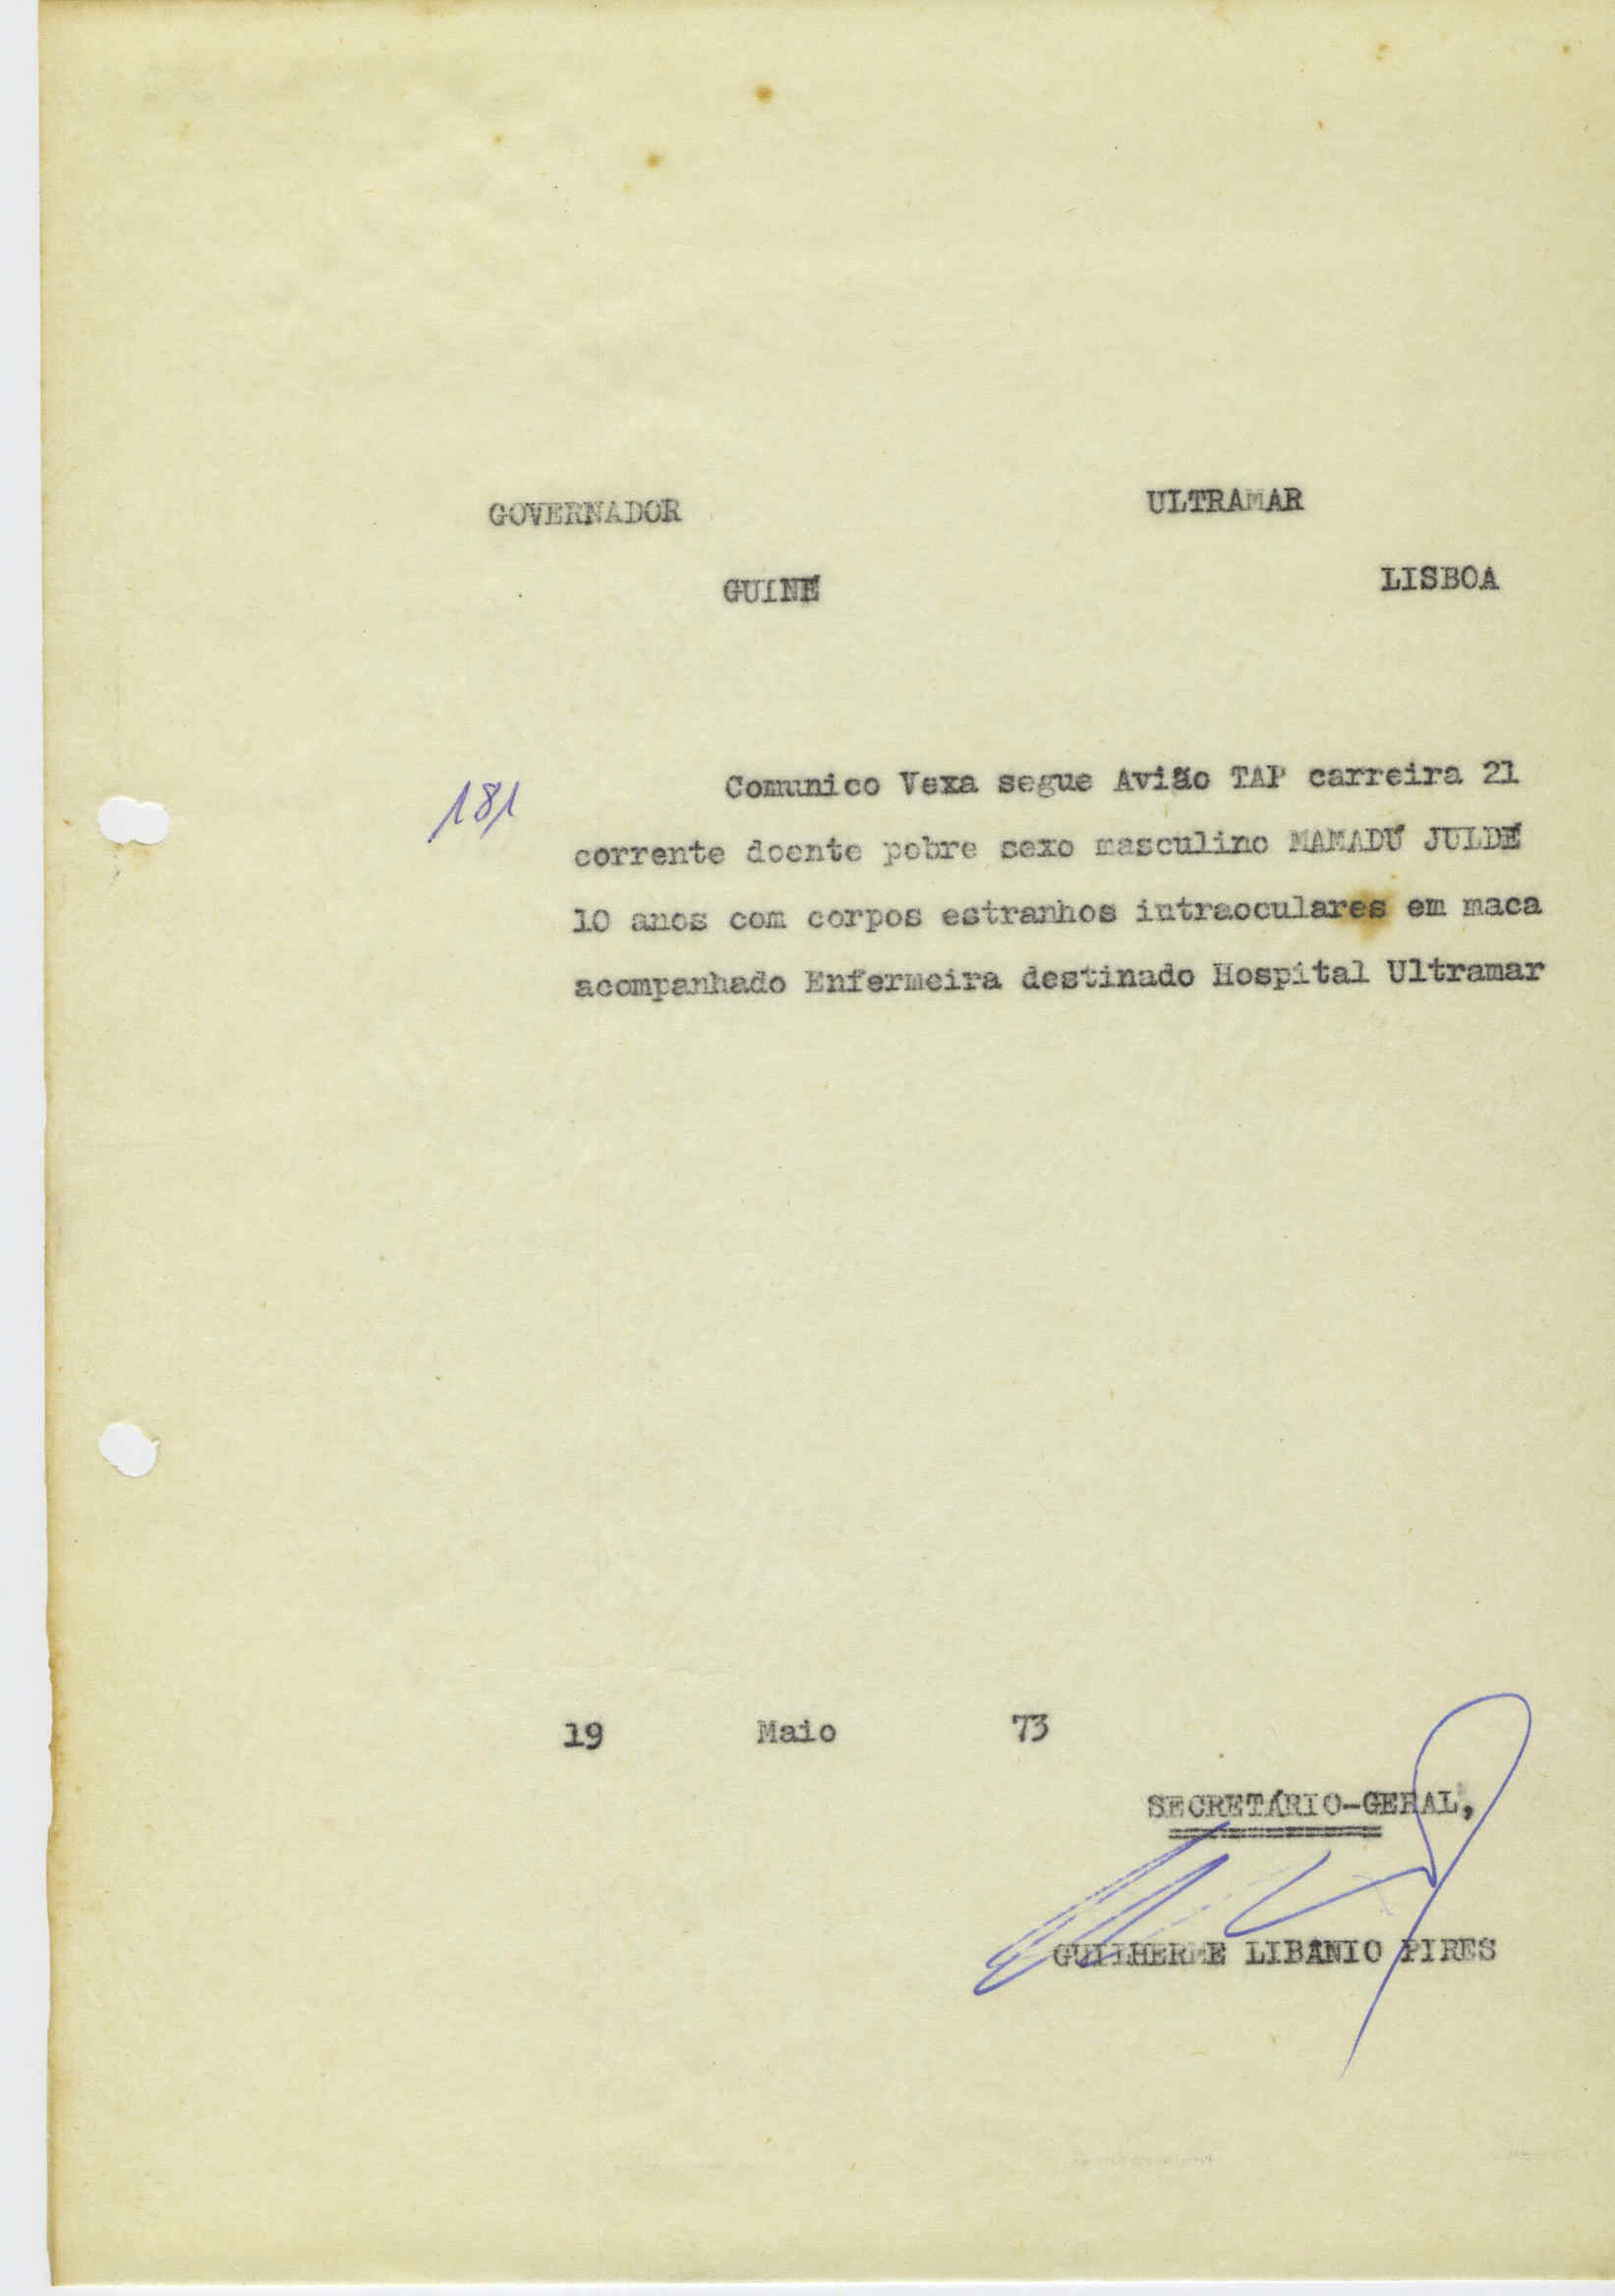 GOVERNADOR ULTRAMAR
GUINÉ LISBOA
181 Comunico Vexa segue Avião TAP carreira 21
corrente doente pobre sexo masculino MAMADÚ JULDÉ
10 anos com corpos estranhos intraoculares em maca
acompanhado Enfermeira destinado Hospital Ultramar
19 Maio 73
SECRETÁRIO-GERAL,
GUILHERME LIBÂNIO PIRES